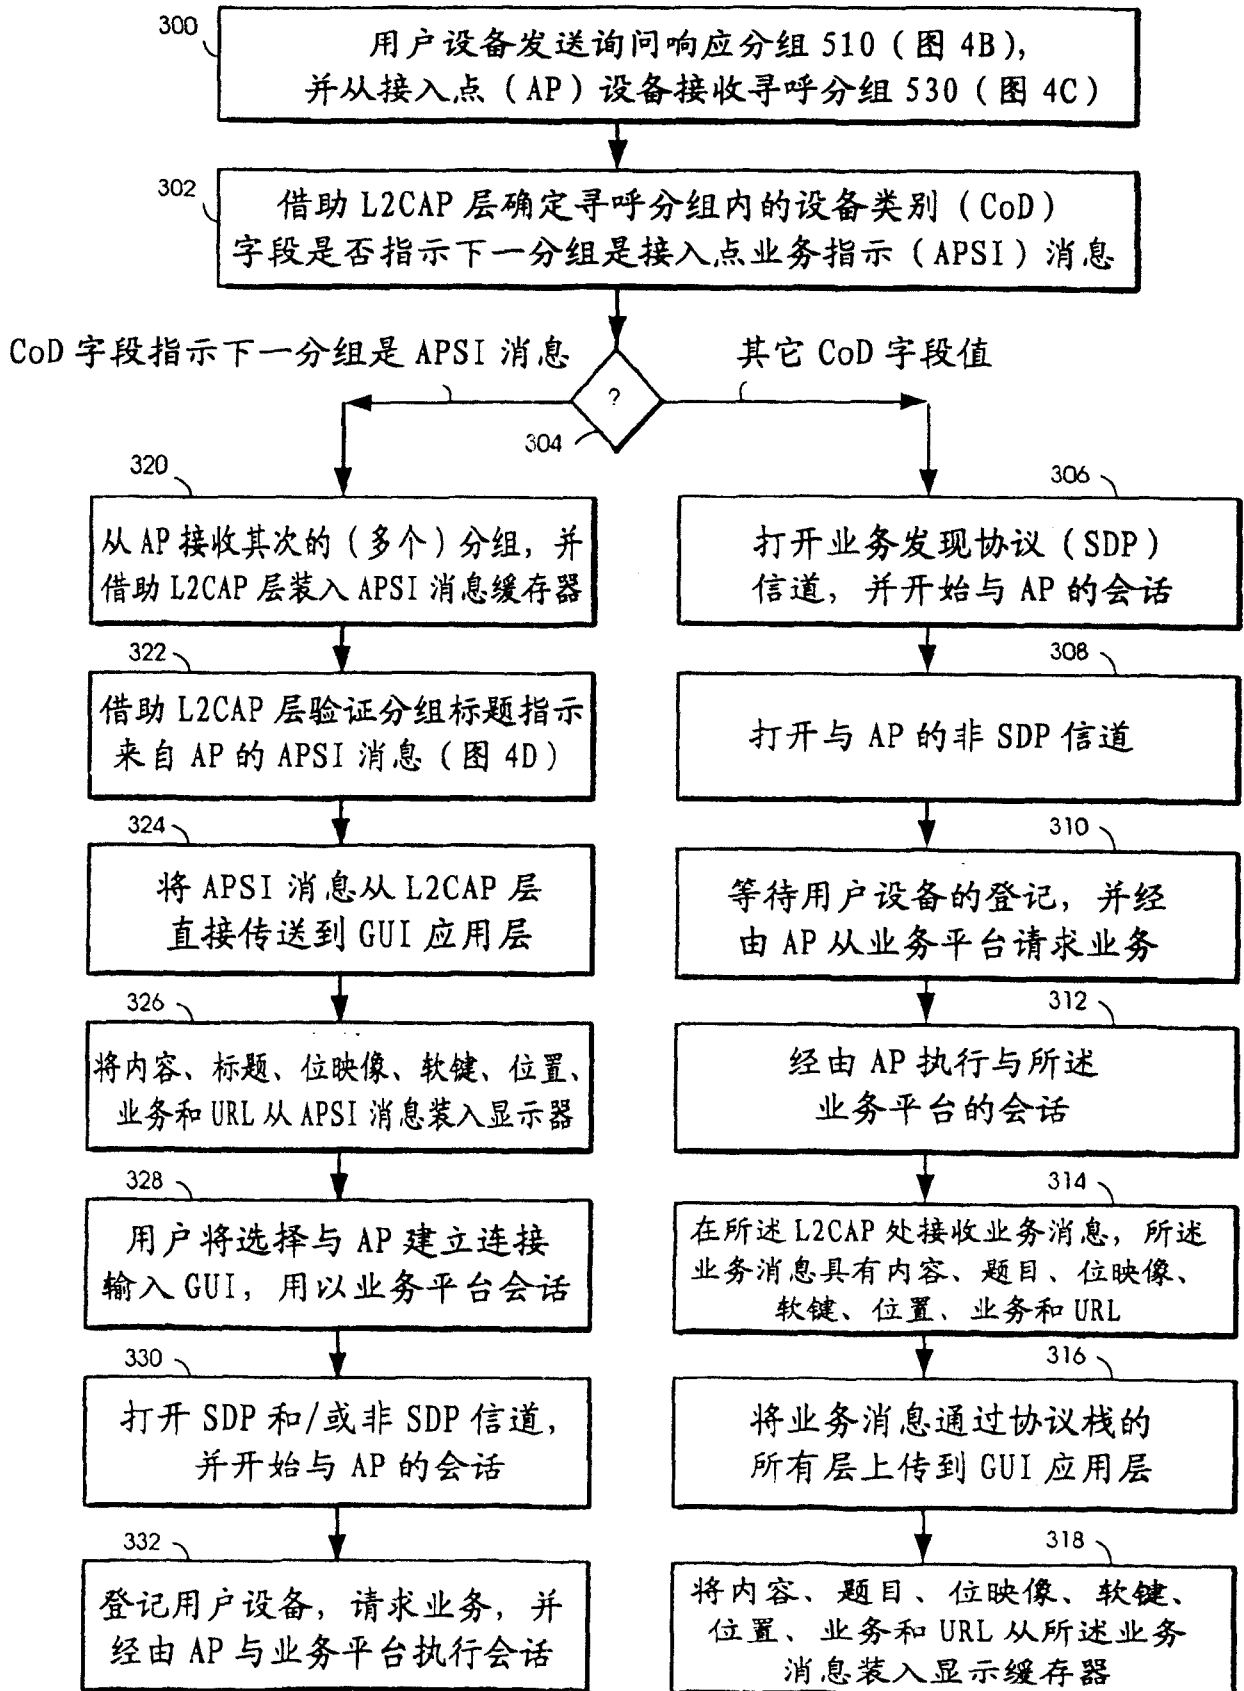 300
用户设备发送询问响应分组 510（图 4B），
并从接入点（AP）设备接收寻呼分组 530（图 4C）
302
借助 L2CAP 层确定寻呼分组内的设备类别（CoD）
字段是否指示下一分组是接入点业务指示（APSI）消息
CoD 字段指示下一分组是 APSI 消息
其它 CoD 字段值
?
304
320
从 AP 接收其次的（多个）分组，并
借助 L2CAP 层装入 APSI 消息缓存器
322
借助 L2CAP 层验证分组标题指示
来自 AP 的 APSI 消息（图 4D）
324
将 APSI 消息从 L2CAP 层
直接传送到 GUI 应用层
326
将内容、标题、位映像、软键、位置、
业务和 URL 从 APSI 消息装入显示器
328
用户将选择与 AP 建立连接
输入 GUI，用以业务平台会话
330
打开 SDP 和/或非 SDP 信道，
并开始与 AP 的会话
332
登记用户设备，请求业务，并
经由 AP 与业务平台执行会话
306
打开业务发现协议（SDP）
信道，并开始与 AP 的会话
308
打开与 AP 的非 SDP 信道
310
等待用户设备的登记，并经
由 AP 从业务平台请求业务
312
经由 AP 执行与所述
业务平台的会话
314
在所述 L2CAP 处接收业务消息，所述
业务消息具有内容、题目、位映像、
软键、位置、业务和 URL
316
将业务消息通过协议栈的
所有层上传到 GUI 应用层
318
将内容、题目、位映像、软键、
位置、业务和 URL 从所述业务
消息装入显示缓存器